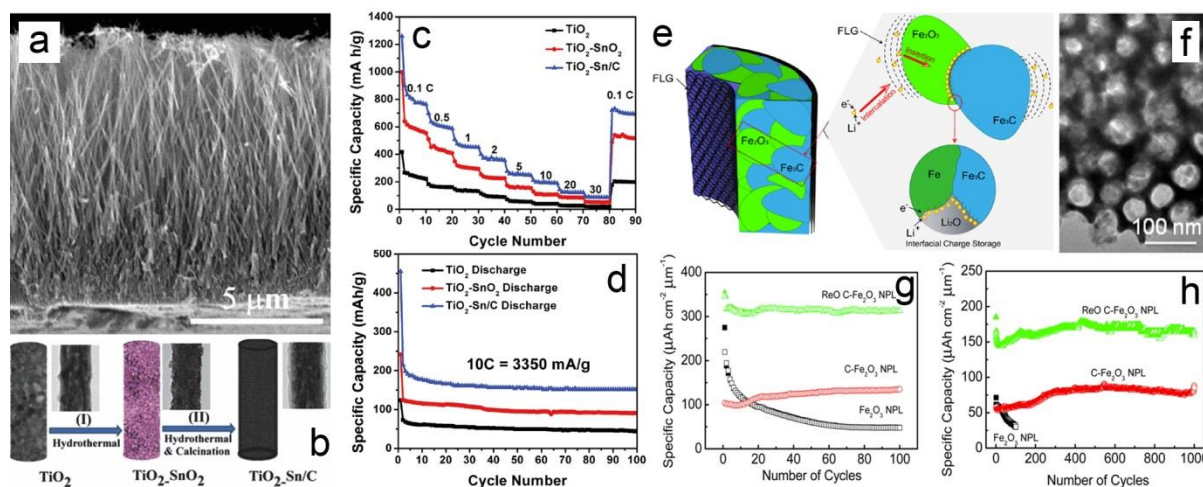 a
5 μm
(I)
Hydrothermal
(II)
Hydrothermal
& Calcination
b
TiO₂
TiO₂-SnO₂
TiO₂-Sn/C
c
Specific Capacity (mA h/g)
1400
1200
1000
800
600
400
200
0
TiO₂
TiO₂-SnO₂
TiO₂-Sn/C
0.1 C
0.5
1
2
5
10
20
30
0.1 C
0 10 20 30 40 50 60 70 80 90
Cycle Number
d
Specific Capacity (mAh/g)
500
400
300
200
100
0
TiO₂ Discharge
TiO₂-SnO₂ Discharge
TiO₂-Sn/C Discharge
10C = 3350 mA/g
0 20 40 60 80 100
Cycle Number
e
FLG
Fe₂O₃
Fe₃C
FLG
Fe₂O₃
Insertion
Intercalation
e⁻
Li⁺
Fe₃C
Fe
Fe₃C
e⁻
Li⁺
Li₂O
Interfacial Charge Storage
f
100 nm
g
Specific Capacity (μAh cm⁻² μm⁻¹)
400
300
200
100
0
ReO C-Fe₂O₃ NPL
C-Fe₂O₃ NPL
Fe₂O₃ NPL
0 20 40 60 80 100
Number of Cycles
h
Specific Capacity (μAh cm⁻² μm⁻¹)
250
200
150
100
50
0
ReO C-Fe₂O₃ NPL
C-Fe₂O₃ NPL
Fe₂O₃ NPL
0 200 400 600 800 1000
Number of Cycles